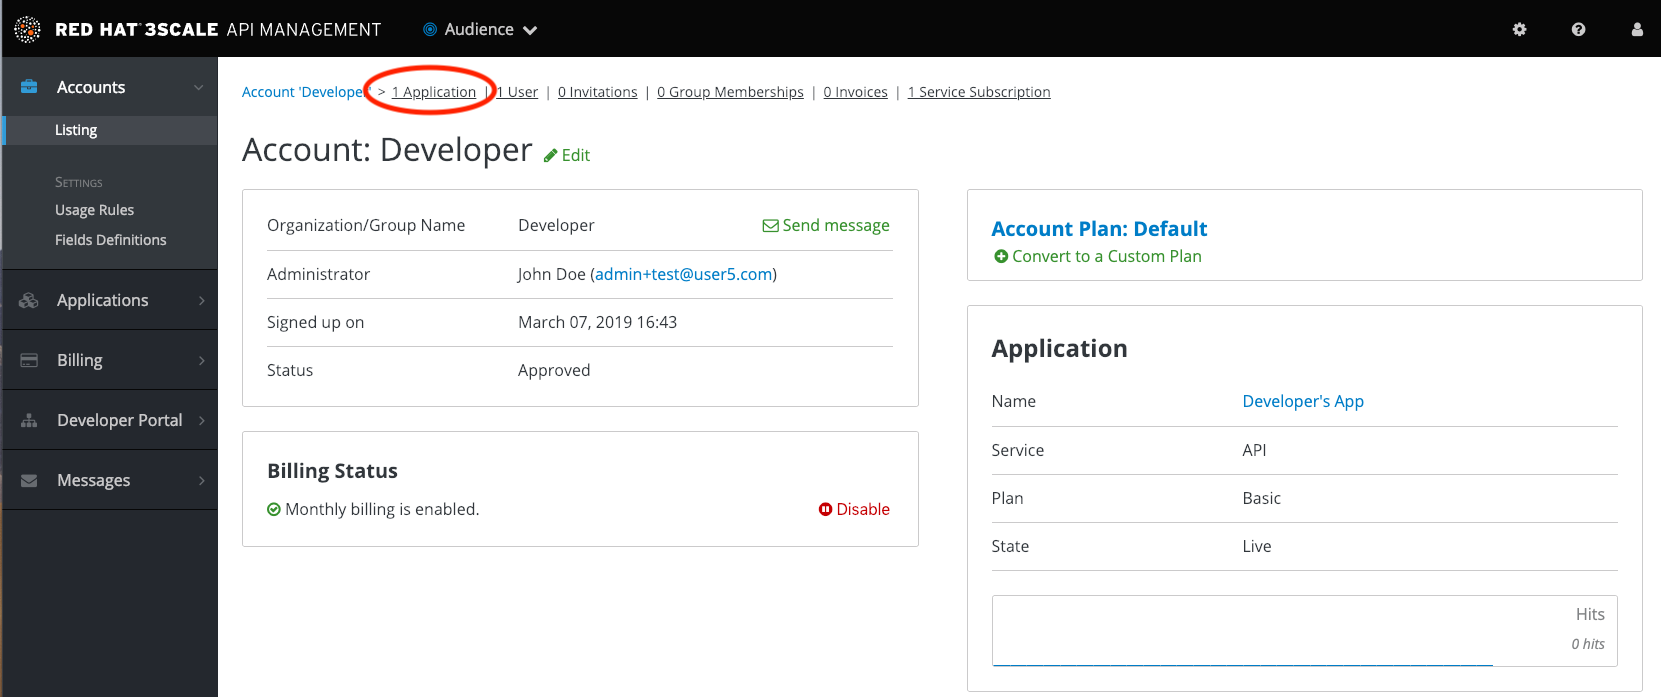 RED HAT 3SCALE API MANAGEMENT Audience
Accounts
Listing
SETTINGS
Usage Rules
Fields Definitions
Applications
Billing
Developer Portal
Messages
Account 'Developer' > 1 Application | 1 User | 0 Invitations | 0 Group Memberships | 0 Invoices | 1 Service Subscription
Account: Developer Edit
Organization/Group Name Developer Send message
Administrator John Doe (admin+test@user5.com)
Signed up on March 07, 2019 16:43
Status Approved
Billing Status
Monthly billing is enabled. Disable
Account Plan: Default
Convert to a Custom Plan
Application
Name Developer's App
Service API
Plan Basic
State Live
Hits
0 hits